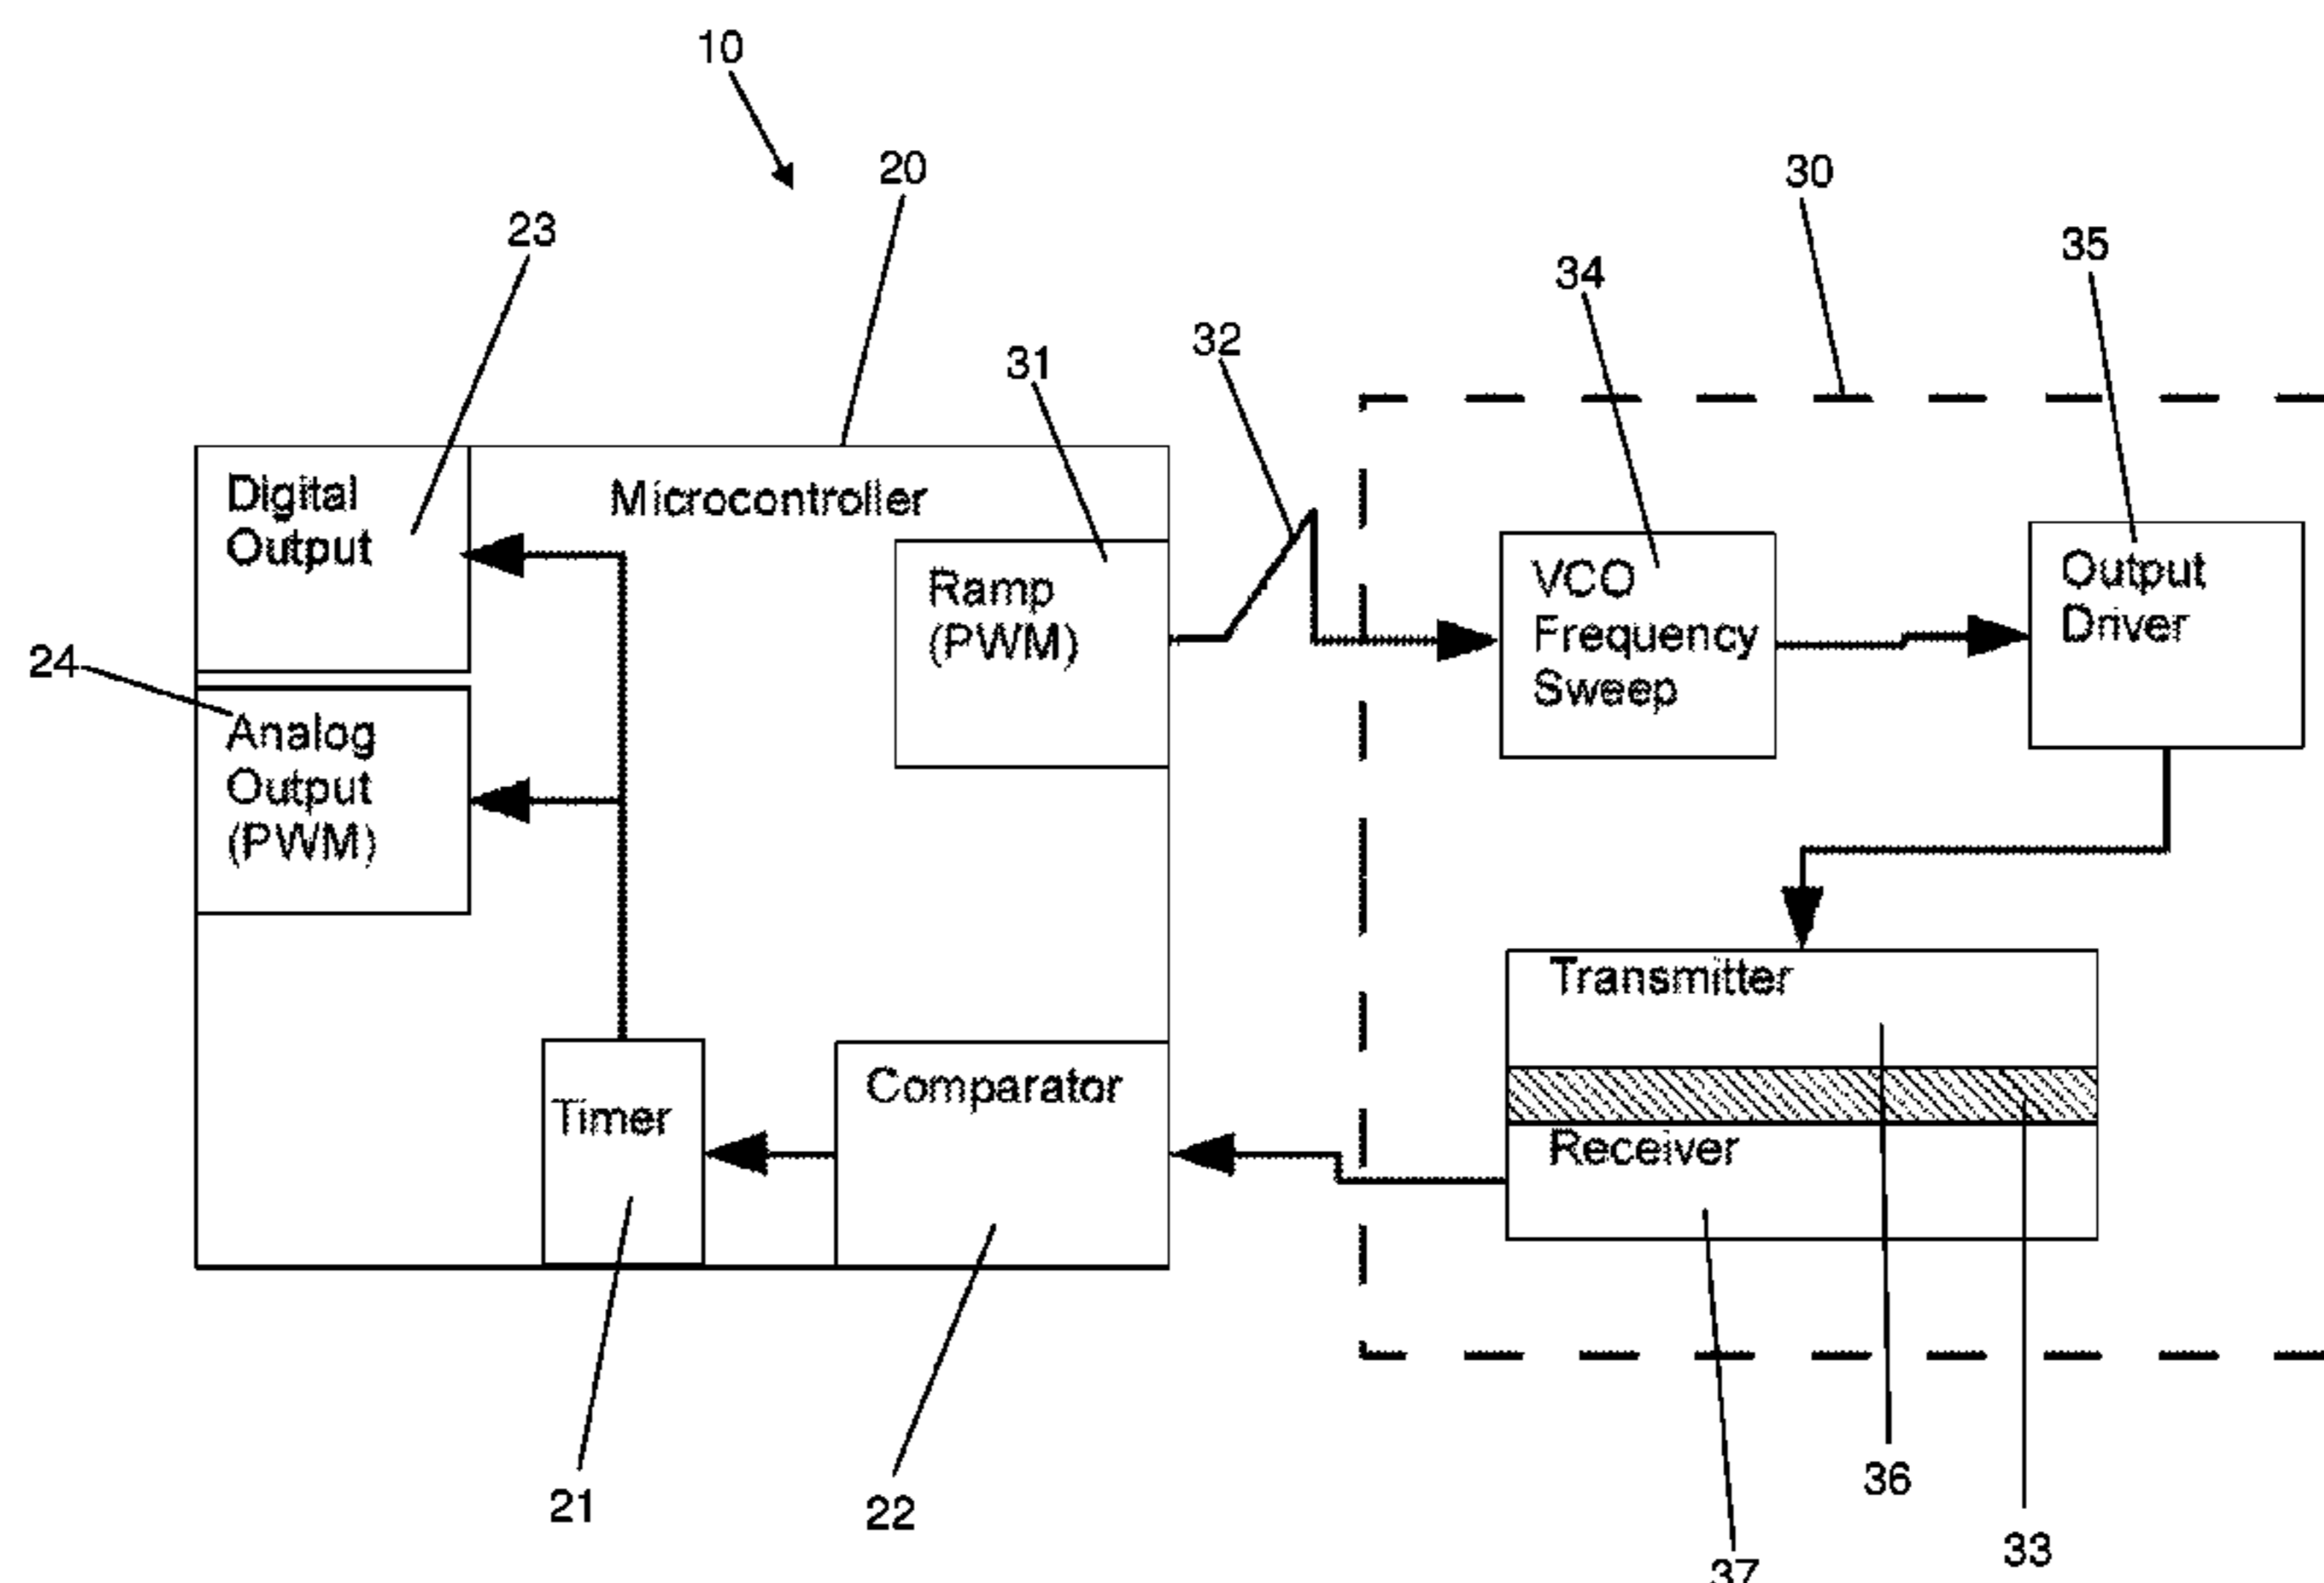 10
20
30
23
35
34
32
31
Digital
Output
Microcontroller
Ramp
(PWM)
VCO
Frequency
Sweep
Output
Driver
24
Analog
Output
(PWM)
Transmitter
Timer
Comparator
Receiver
21
22
36
33
37